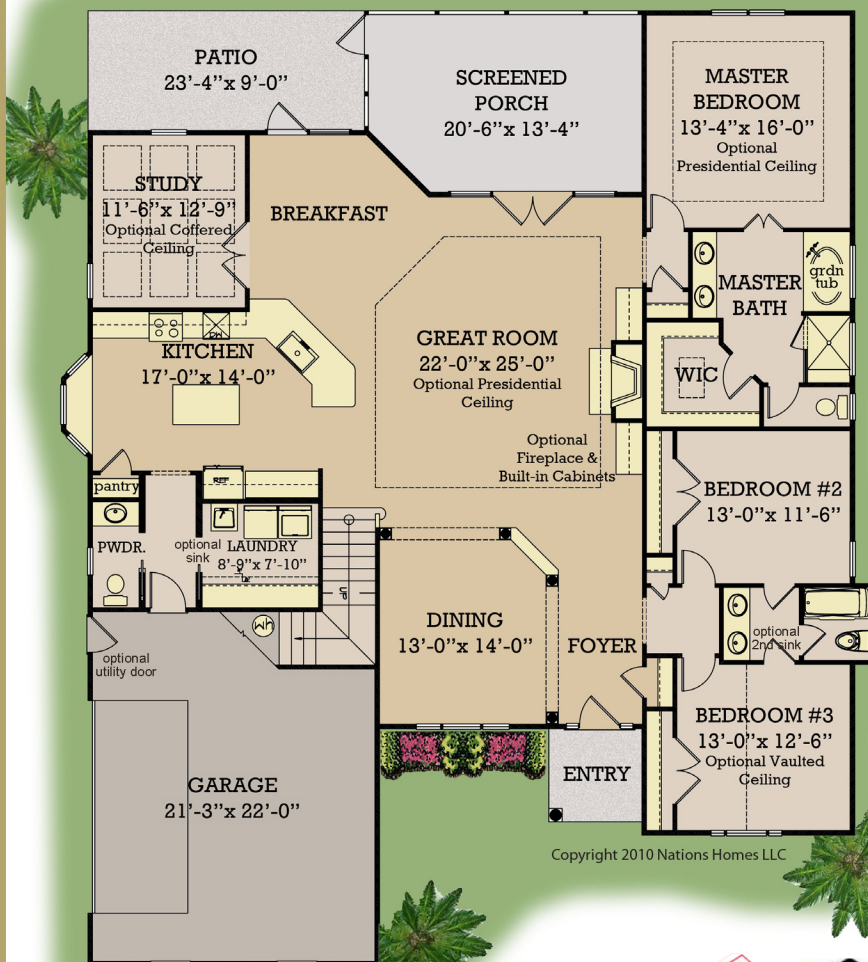 PATIO
23'-4"x 9'-0"
SCREENED
PORCH
20'-6"x 13'-4"
MASTER
BEDROOM
13'-4"x 16'-0"
Optional
Presidential Ceiling
STUDY
11'-6"x 12'-9"
Optional Coffered
Ceiling
BREAKFAST
MASTER
BATH
grdn
tub
GREAT ROOM
22'-0"x 25'-0"
Optional Presidential
Ceiling
DW
KITCHEN
17'-0"x 14'-0"
WIC
Optional
Fireplace &
Built-in Cabinets
REF
pantry
BEDROOM #2
13'-0"x 11'-6"
PWDR.
optional
sink
LAUNDRY
8'-9"x 7'-10"
UP
WH
DINING
13'-0"x 14'-0"
FOYER
optional
2nd sink
optional
utility door
BEDROOM #3
13'-0"x 12'-6"
Optional Vaulted
Ceiling
GARAGE
21'-3"x 22'-0"
ENTRY
Copyright 2010 Nations Homes LLC